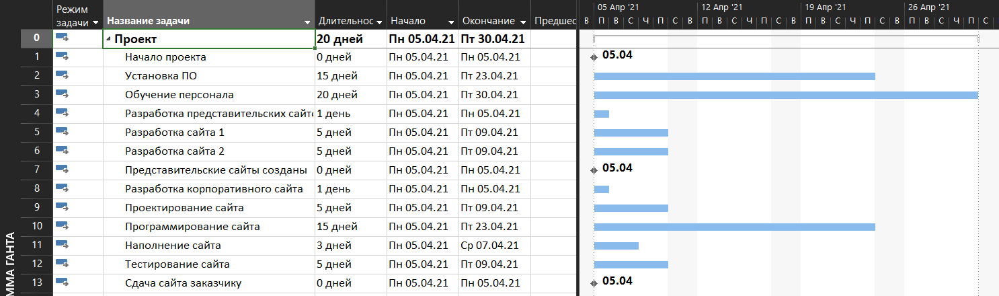 Режим задачи Название задачи Длительнос Начало Окончание Предшес 05 Апр '21 12 Апр '21 19 Апр '21 26 Апр '21
В П В С Ч П С В П В С Ч П С В П В С Ч П С В П В С Ч П С
0 Проект 20 дней Пн 05.04.21 Пт 30.04.21
1 Начало проекта 0 дней Пн 05.04.21 Пн 05.04.21 05.04
2 Установка ПО 15 дней Пн 05.04.21 Пт 23.04.21
3 Обучение персонала 20 дней Пн 05.04.21 Пт 30.04.21
4 Разработка представительских сайто 1 день Пн 05.04.21 Пн 05.04.21
5 Разработка сайта 1 5 дней Пн 05.04.21 Пт 09.04.21
6 Разработка сайта 2 5 дней Пн 05.04.21 Пт 09.04.21
7 Представительские сайты созданы 0 дней Пн 05.04.21 Пн 05.04.21 05.04
8 Разработка корпоративного сайта 1 день Пн 05.04.21 Пн 05.04.21
9 Проектирование сайта 5 дней Пн 05.04.21 Пт 09.04.21
10 Программирование сайта 15 дней Пн 05.04.21 Пт 23.04.21
11 Наполнение сайта 3 дней Пн 05.04.21 Ср 07.04.21
12 Тестирование сайта 5 дней Пн 05.04.21 Пт 09.04.21
13 Сдача сайта заказчику 0 дней Пн 05.04.21 Пн 05.04.21 05.04
ММА ГАНТА